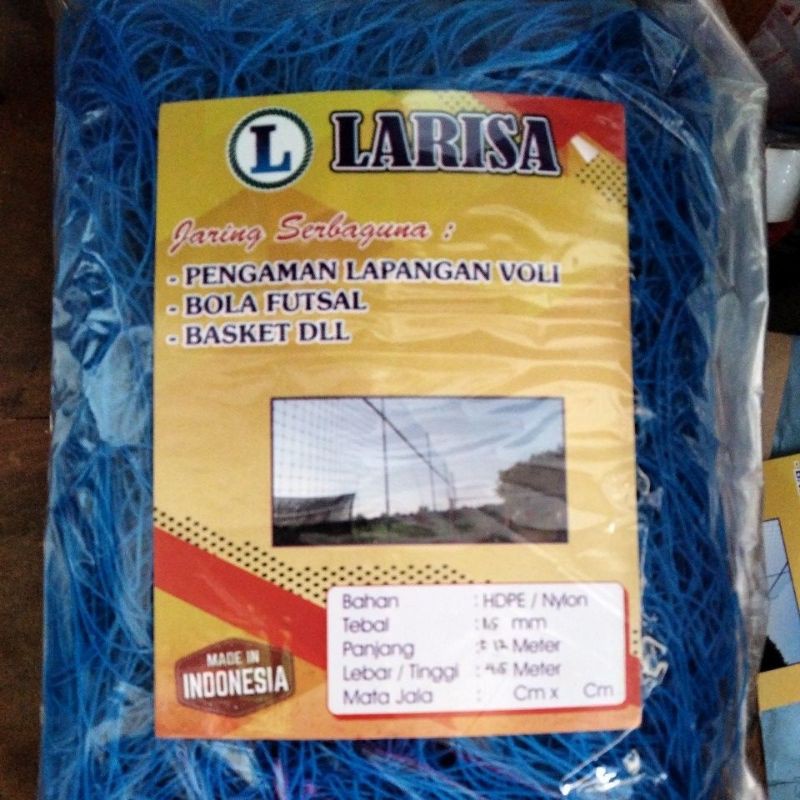 L LARISA
Jaring Serbaguna :
- PENGAMAN LAPANGAN VOLI
- BOLA FUTSAL
- BASKET DLL
Bahan : HDPE / Nylon
Tebal : mm
Panjang : ± 12 Meter
Lebar / Tinggi : Meter
Mata Jala : Cm x Cm
MADE IN
INDONESIA